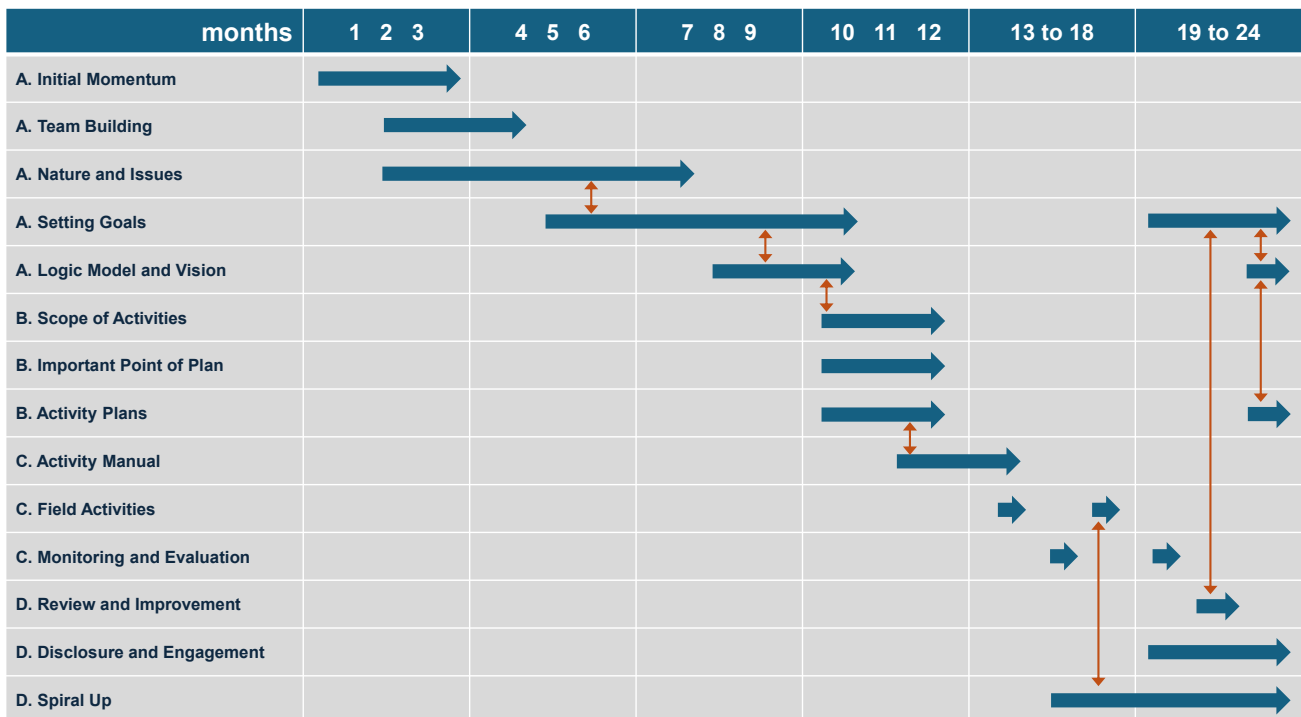 months 1 2 3 4 5 6 7 8 9 10 11 12 13 to 18 19 to 24
A. Initial Momentum
A. Team Building
A. Nature and Issues
A. Setting Goals
A. Logic Model and Vision
B. Scope of Activities
B. Important Point of Plan
B. Activity Plans
C. Activity Manual
C. Field Activities
C. Monitoring and Evaluation
D. Review and Improvement
D. Disclosure and Engagement
D. Spiral Up